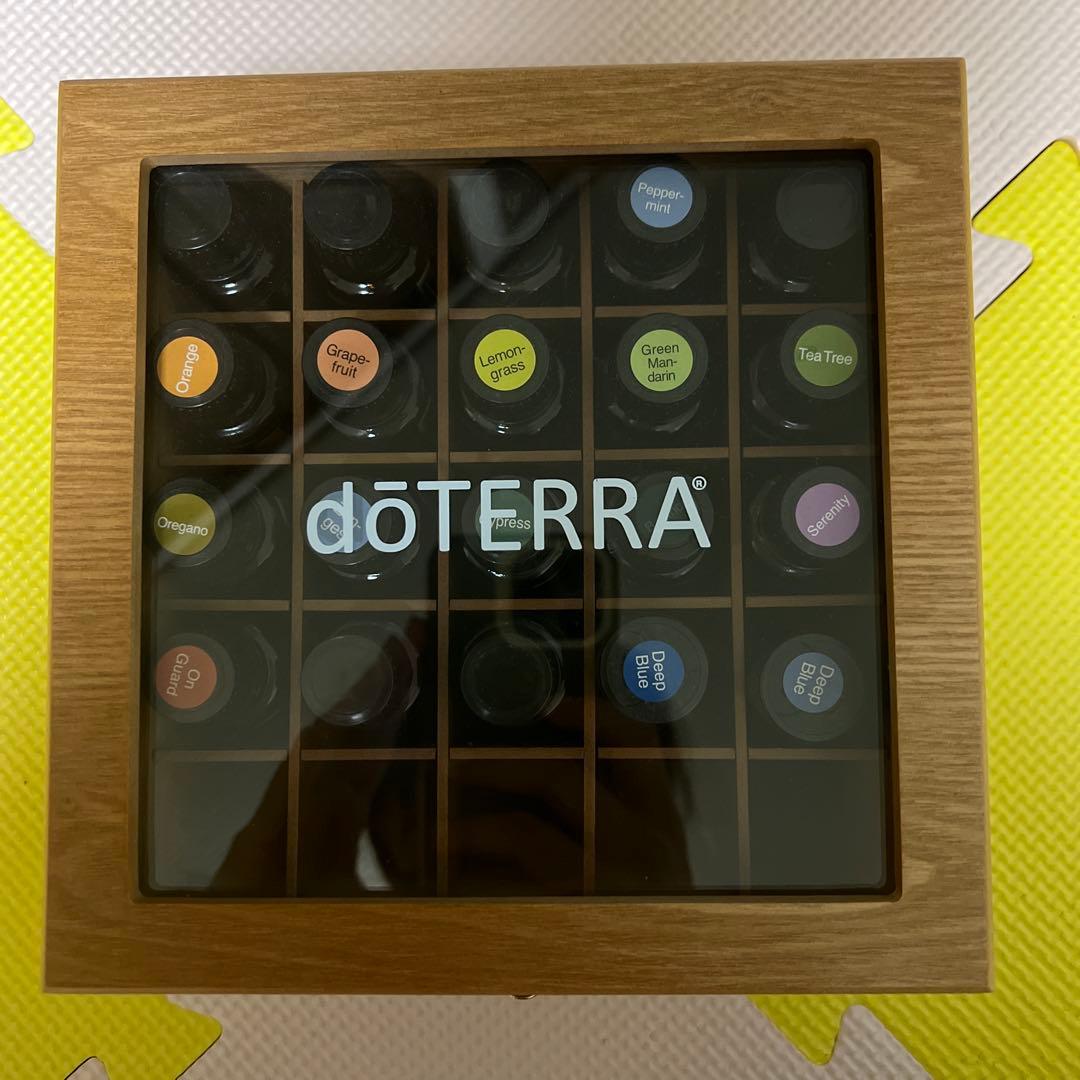 Pepper-
mint
Orange
Grape-
fruit
Lemon-
grass
Green
Man-
darin
Tea Tree
Oregano
dōTERRA®
ypress
Serenity
On
Guard
Deep
Blue
Deep
Blue